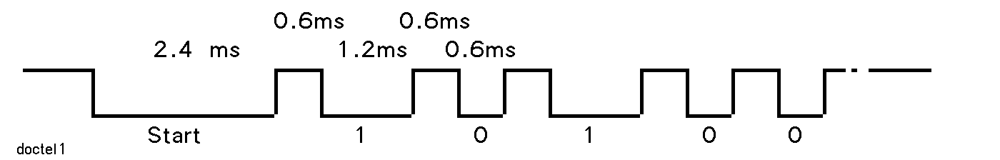 0.6ms 0.6ms
2.4 ms 1.2ms 0.6ms
Start 1 0 1 0 0
doctel1